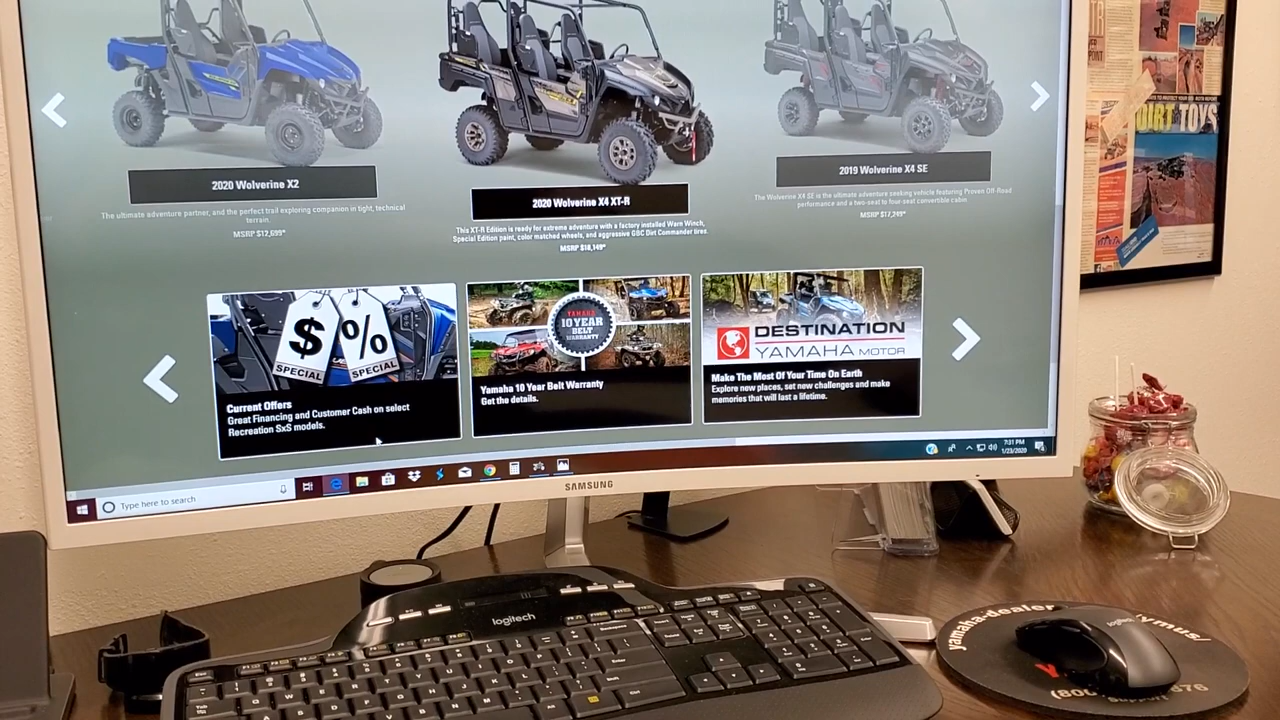 2020 Wolverine X2
The ultimate adventure partner, and the perfect trail exploring companion in tight, technical
terrain.
MSRP $12,699*
2020 Wolverine X4 XT-R
This XT-R Edition is ready for extreme adventure with a factory installed Warn Winch,
Special Edition paint, color matched wheels, and aggressive GBC Dirt Commander tires.
MSRP $18,149*
2019 Wolverine X4 SE
The Wolverine X4 SE is the ultimate adventure seeking vehicle featuring Proven Off-Road
performance and a two-seat to four-seat convertible cabin.
MSRP $17,249*
$
SPECIAL
%
SPECIAL
Current Offers
Great Financing and Customer Cash on select
Recreation SxS models.
YAMAHA
10 YEAR
BELT
WARRANTY
Yamaha 10 Year Belt Warranty
Get the details.
DESTINATION
YAMAHA MOTOR
Make The Most Of Your Time On Earth
Explore new places, set new challenges and make
memories that will last a lifetime.
Type here to search
7:31 PM
1/23/2020
SAMSUNG
DIRT TOYS
logitech
yamaha-dealer
logitech
support